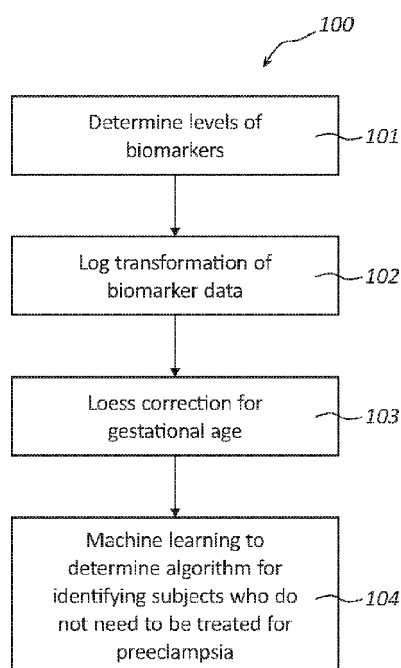 100
Determine levels of
biomarkers
101
Log transformation of
biomarker data
102
Loess correction for
gestational age
103
Machine learning to
determine algorithm for
identifying subjects who do
not need to be treated for
preeclampsia
104